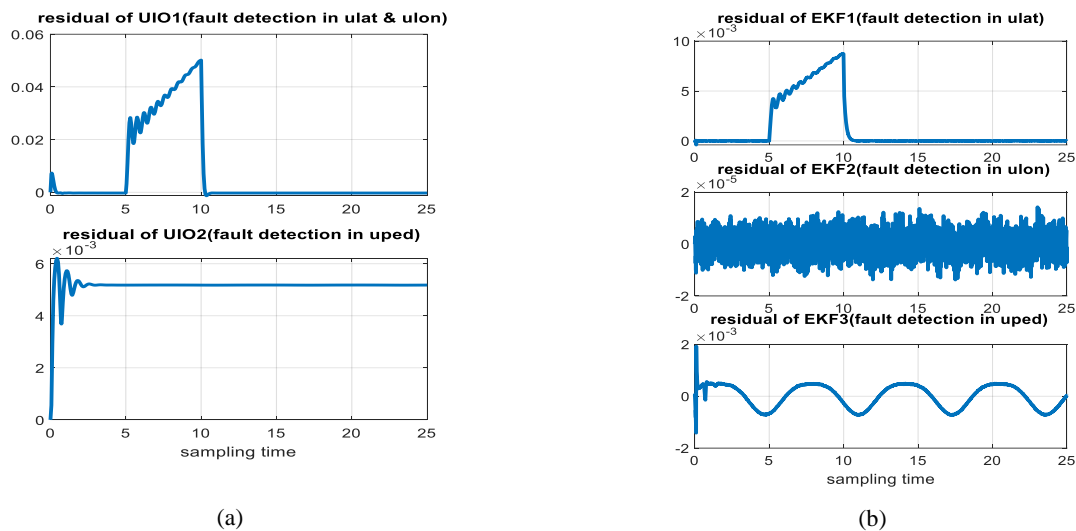 residual of UIO1(fault detection in ulat & ulon)
0.06
0.04
0.02
0
0 5 10 15 20 25
residual of UIO2(fault detection in uped)
×10-3
6
4
2
0
0 5 10 15 20 25
sampling time
(a)
residual of EKF1(fault detection in ulat)
×10-3
10
5
0
0 5 10 15 20 25
residual of EKF2(fault detection in ulon)
×10-5
2
0
-2
0 5 10 15 20 25
residual of EKF3(fault detection in uped)
×10-3
2
0
-2
0 5 10 15 20 25
sampling time
(b)